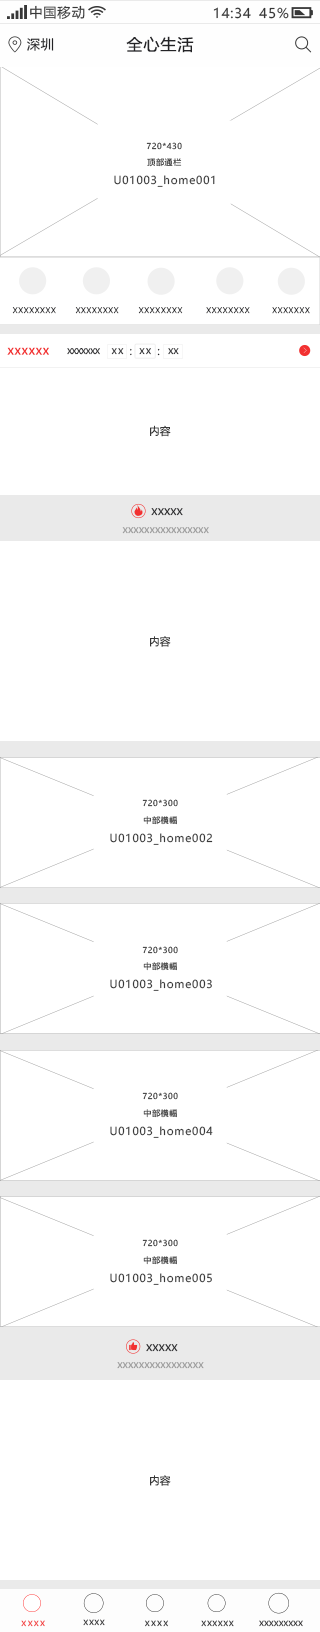 中国移动 14:34 45%
深圳 全心生活
720*430
顶部通栏
U01003_home001
xxxxxxxx xxxxxxxx xxxxxxxx xxxxxxxx xxxxxxx
xxxxxx xxxxxxx xx : xx : xx
内容
xxxxx
xxxxxxxxxxxxxxxx
内容
720*300
中部横幅
U01003_home002
720*300
中部横幅
U01003_home003
720*300
中部横幅
U01003_home004
720*300
中部横幅
U01003_home005
xxxxx
xxxxxxxxxxxxxxxx
内容
xxxx xxxx xxxx xxxxxx xxxxxxxxx